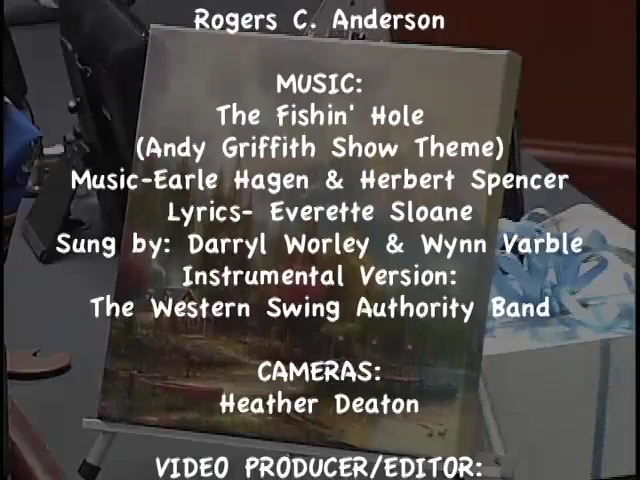 Rogers C. Anderson
MUSIC:
The Fishin' Hole
(Andy Griffith Show Theme)
Music-Earle Hagen & Herbert Spencer
Lyrics- Everette Sloane
Sung by: Darryl Worley & Wynn Varble
Instrumental Version:
The Western Swing Authority Band
CAMERAS:
Heather Deaton
VIDEO PRODUCER/EDITOR: